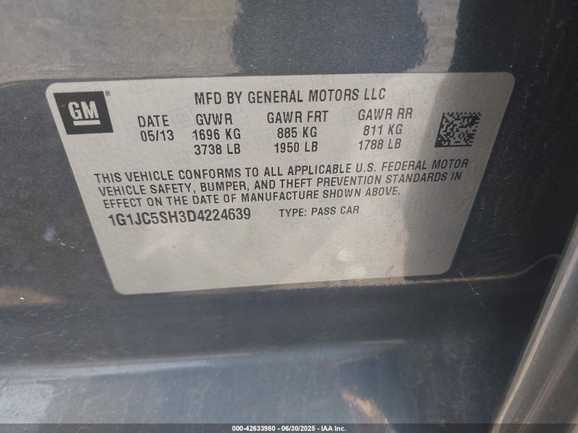 GM
®
MFD BY GENERAL MOTORS LLC
DATE GVWR GAWR FRT GAWR RR
05/13 1696 KG 885 KG 811 KG
3738 LB 1950 LB 1788 LB
THIS VEHICLE CONFORMS TO ALL APPLICABLE U.S. FEDERAL MOTOR
VEHICLE SAFETY, BUMPER, AND THEFT PREVENTION STANDARDS IN
EFFECT ON THE DATE OF MANUFACTURE SHOWN ABOVE.
1G1JC5SH3D4224639 TYPE: PASS CAR
000-42633980 - 06/30/2025 - IAA Inc.